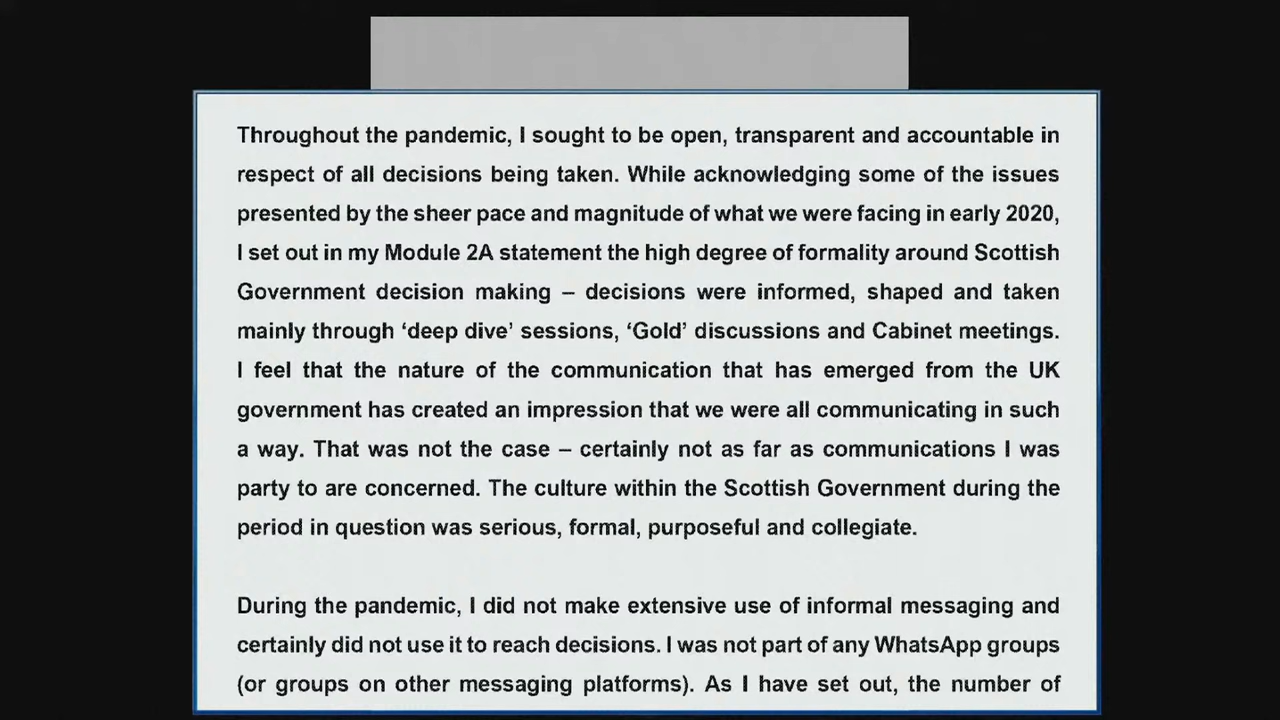 Throughout the pandemic, I sought to be open, transparent and accountable in
respect of all decisions being taken. While acknowledging some of the issues
presented by the sheer pace and magnitude of what we were facing in early 2020,
I set out in my Module 2A statement the high degree of formality around Scottish
Government decision making – decisions were informed, shaped and taken
mainly through ‘deep dive’ sessions, ‘Gold’ discussions and Cabinet meetings.
I feel that the nature of the communication that has emerged from the UK
government has created an impression that we were all communicating in such
a way. That was not the case – certainly not as far as communications I was
party to are concerned. The culture within the Scottish Government during the
period in question was serious, formal, purposeful and collegiate.
During the pandemic, I did not make extensive use of informal messaging and
certainly did not use it to reach decisions. I was not part of any WhatsApp groups
(or groups on other messaging platforms). As I have set out, the number of